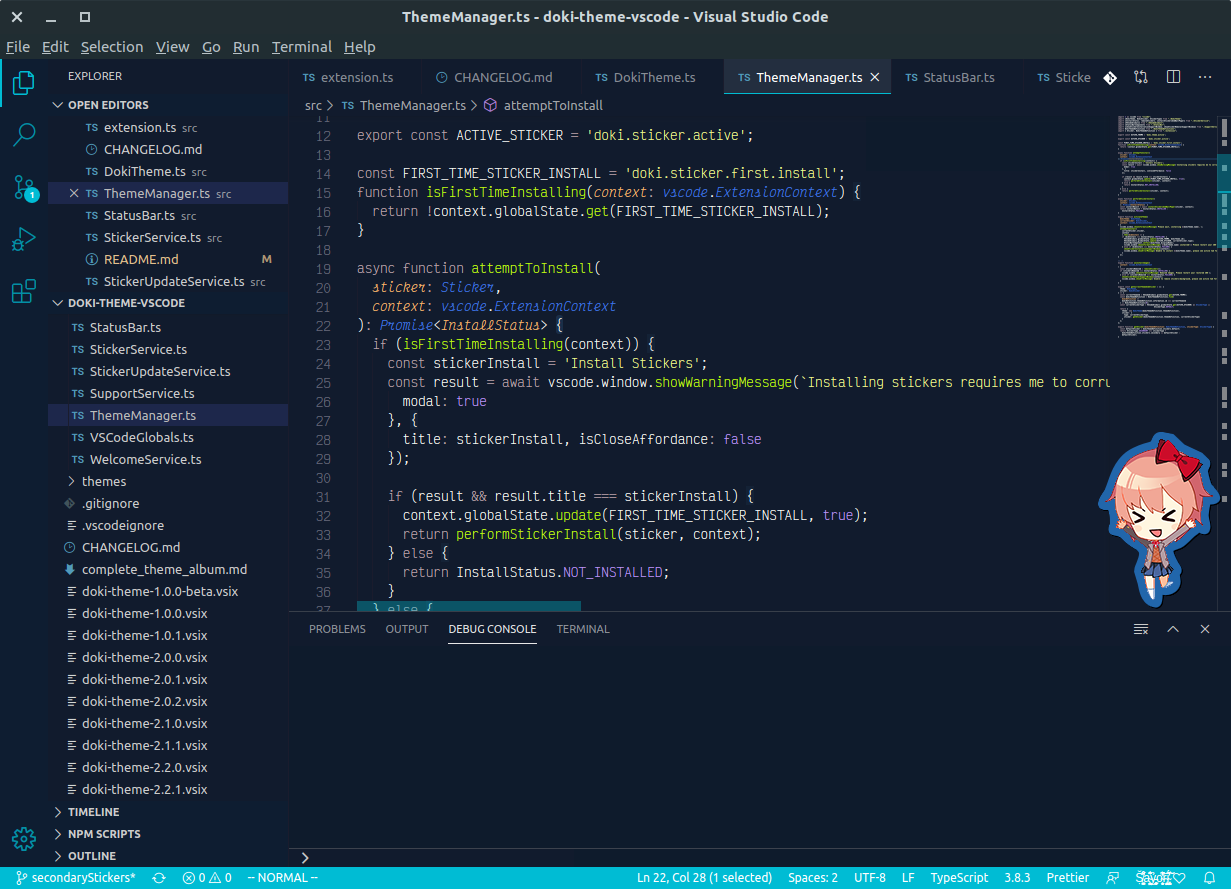 ThemeManager.ts - doki-theme-vscode - Visual Studio Code
File Edit Selection View Go Run Terminal Help
EXPLORER
OPEN EDITORS
TS extension.ts src
CHANGELOG.md
TS DokiTheme.ts src
TS ThemeManager.ts src
TS StatusBar.ts src
TS StickerService.ts src
README.md M
TS StickerUpdateService.ts src
DOKI-THEME-VSCODE
TS StatusBar.ts
TS StickerService.ts
TS StickerUpdateService.ts
TS SupportService.ts
TS ThemeManager.ts
TS VSCodeGlobals.ts
TS WelcomeService.ts
themes
.gitignore
.vscodeignore
CHANGELOG.md
complete_theme_album.md
doki-theme-1.0.0-beta.vsix
doki-theme-1.0.0.vsix
doki-theme-1.0.1.vsix
doki-theme-2.0.0.vsix
doki-theme-2.0.1.vsix
doki-theme-2.0.2.vsix
doki-theme-2.1.0.vsix
doki-theme-2.1.1.vsix
doki-theme-2.2.0.vsix
doki-theme-2.2.1.vsix
TIMELINE
NPM SCRIPTS
OUTLINE
1
TS extension.ts CHANGELOG.md TS DokiTheme.ts TS ThemeManager.ts TS StatusBar.ts TS Sticke
src > TS ThemeManager.ts > attemptToInstall
11
12 export const ACTIVE_STICKER = 'doki.sticker.active';
13
14 const FIRST_TIME_STICKER_INSTALL = 'doki.sticker.first.install';
15 function isFirstTimeInstalling(context: vscode.ExtensionContext) {
16 return !context.globalState.get(FIRST_TIME_STICKER_INSTALL);
17 }
18
19 async function attemptToInstall(
20 sticker: Sticker,
21 context: vscode.ExtensionContext
22 ): Promise<InstallStatus> {
23 if (isFirstTimeInstalling(context)) {
24 const stickerInstall = 'Install Stickers';
25 const result = await vscode.window.showWarningMessage(`Installing stickers requires me to corru
26 modal: true
27 }, {
28 title: stickerInstall, isCloseAffordance: false
29 });
30
31 if (result && result.title === stickerInstall) {
32 context.globalState.update(FIRST_TIME_STICKER_INSTALL, true);
33 return performStickerInstall(sticker, context);
34 } else {
35 return InstallStatus.NOT_INSTALLED;
36 }
37 } else {
PROBLEMS OUTPUT DEBUG CONSOLE TERMINAL
secondaryStickers* 0 0 -- NORMAL -- Ln 22, Col 28 (1 selected) Spaces: 2 UTF-8 LF TypeScript 3.8.3 Prettier